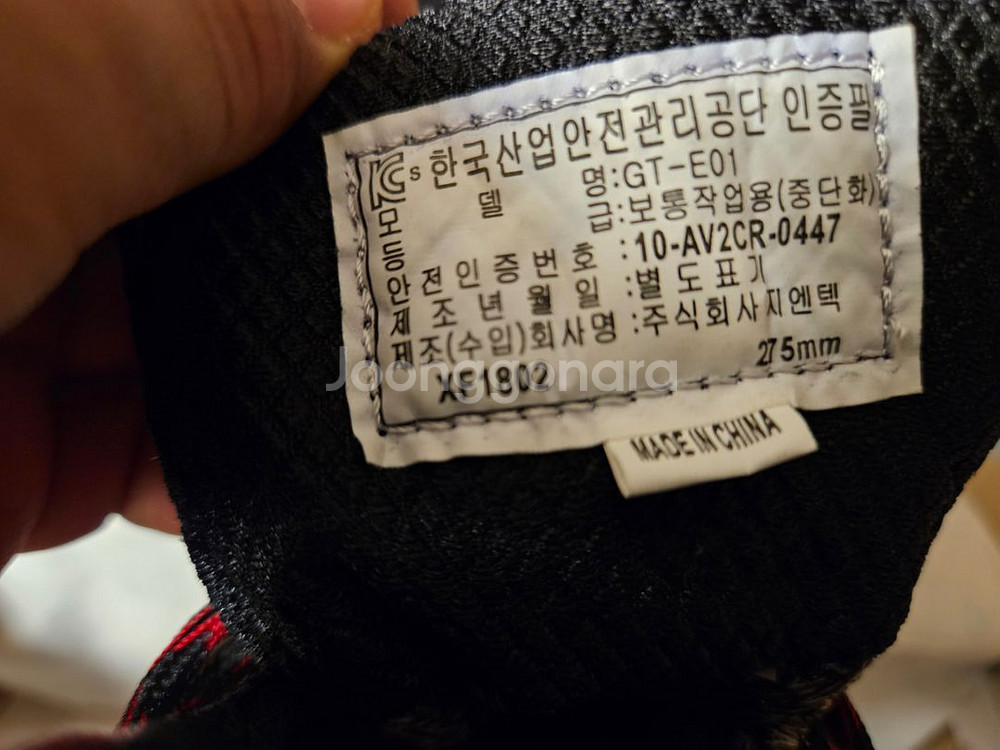 KCs 한국산업안전관리공단 인증필
모 델 명:GT-E01
등 급:보통작업용(중단화)
안전인증번호 :10-AV2CR-0447
제조년월일 :별도표기
제조(수입)회사명 :주식회사지엔텍
XF1802 275mm
Joonggonara
MADE IN CHINA